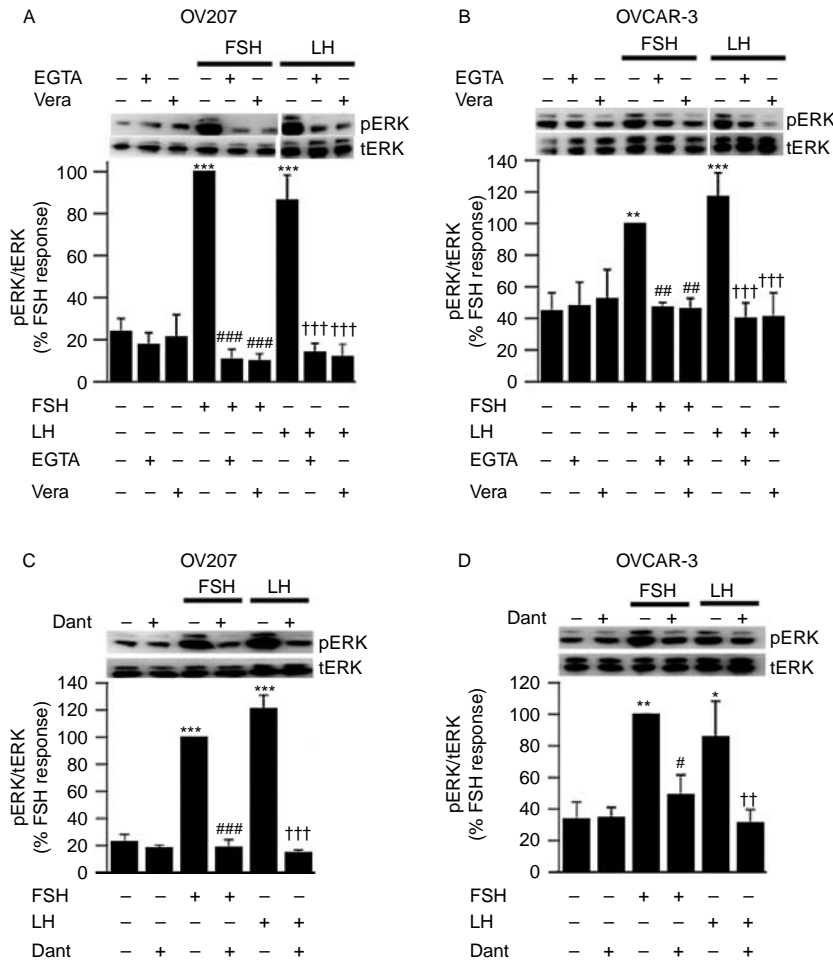 A
OV207
FSH
LH
EGTA – + – – + – – + –
Vera – – + – – + – – +
pERK
tERK
100
80
60
40
20
0
pERK/tERK
(% FSH response)
*** ### ### *** ††† †††
FSH – – – + + + – – –
LH – – – – – – + + +
EGTA – + – – + – – + –
Vera – – + – – + – – +
B
OVCAR-3
FSH
LH
EGTA – + – – + – – + –
Vera – – + – – + – – +
pERK
tERK
140
120
100
80
60
40
20
0
pERK/tERK
(% FSH response)
** ## ## *** ††† †††
FSH – – – + + + – – –
LH – – – – – – + + +
EGTA – + – – + + – + –
Vera – – + – – + – – +
C
OV207
FSH
LH
Dant – + – + – +
pERK
tERK
140
120
100
80
60
40
20
0
pERK/tERK
(% FSH response)
*** ### *** †††
FSH – – + + – –
LH – – – – + +
Dant – + – + – +
D
OVCAR-3
FSH
LH
Dant – + – + – +
pERK
tERK
120
100
80
60
40
20
0
pERK/tERK
(% FSH response)
** # * ††
FSH – – + + – –
LH – – – – + +
Dant – + – + – +